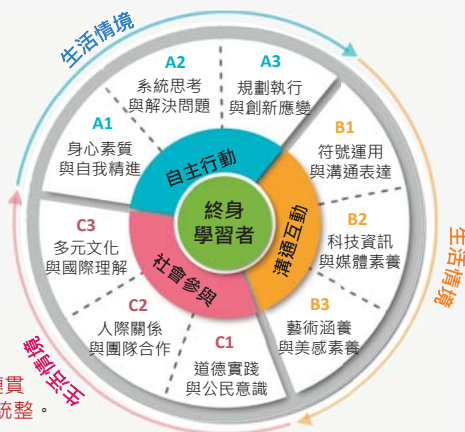 生活情境
A1
身心素質
與自我精進
A2
系統思考
與解決問題
A3
規劃執行
與創新應變
自主行動
B1
符號運用
與溝通表達
B2
科技資訊
與媒體素養
B3
藝術涵養
與美感素養
溝通互動
生活情境
C1
道德實踐
與公民意識
C2
人際關係
與團隊合作
C3
多元文化
與國際理解
社會參與
生活情境
終身
學習者
貫
統整。